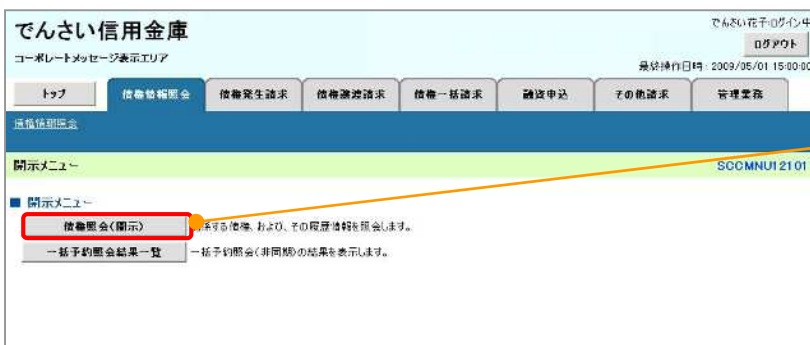 でんさい信用金庫
コーポレートメッセージ表示エリア
でんさい花子:ログイン中
ログアウト
最終操作日時:2009/05/01 15:00:00
トップ 債権情報照会 債権発生請求 債権譲渡請求 債権一括請求 融資申込 その他請求 管理業務
債権情報照会
開示メニュー SCCMNU12101
■ 開示メニュー
債権照会(開示) する債権、および、その履歴情報を照会します。
一括予約照会結果一覧 一括予約照会(非同期)の結果を表示します。